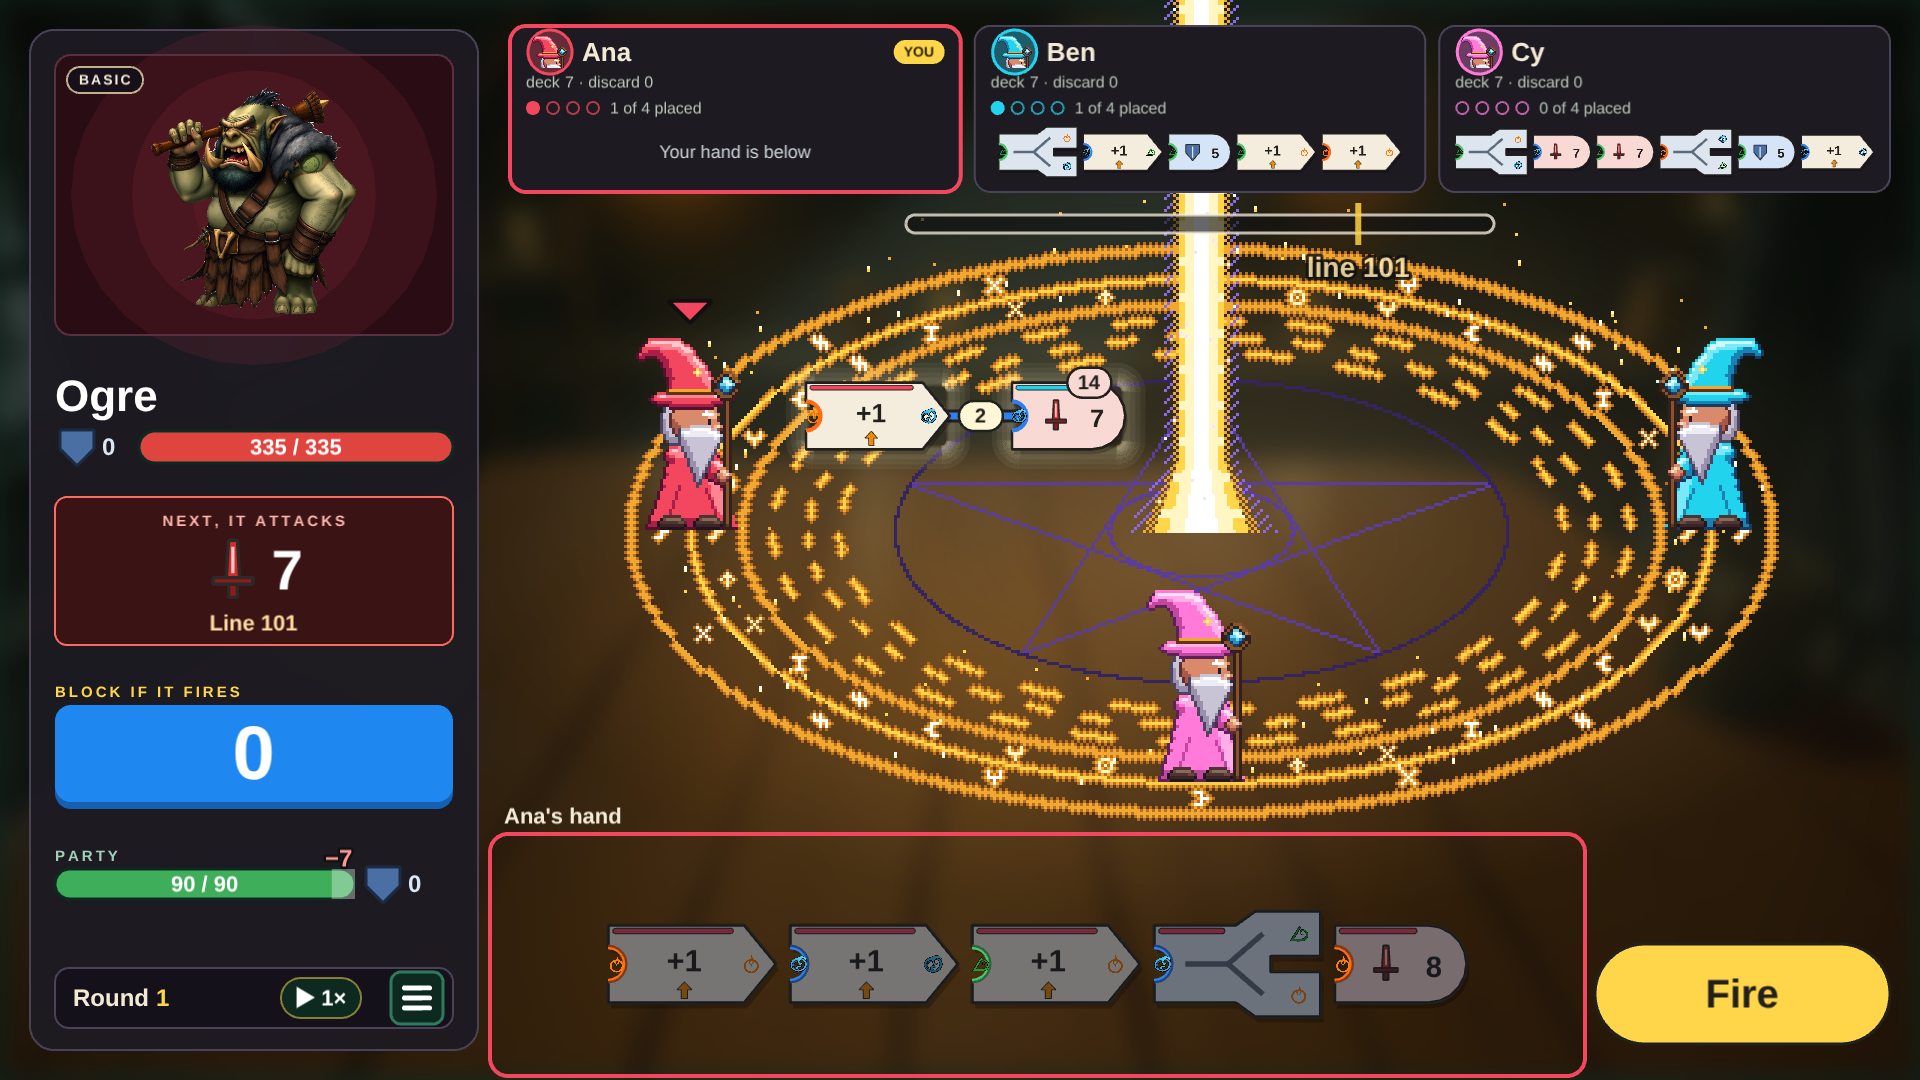 BASIC
Ogre
0
335 / 335
NEXT, IT ATTACKS
7
Line 101
BLOCK IF IT FIRES
0
PARTY
−7
90 / 90
0
Round 1
1×
Ana
YOU
deck 7 · discard 0
1 of 4 placed
Your hand is below
Ben
deck 7 · discard 0
1 of 4 placed
+1
5
+1
+1
Cy
deck 7 · discard 0
0 of 4 placed
7
7
5
+1
line 101
+1
2
14
7
Ana's hand
+1
+1
+1
8
Fire